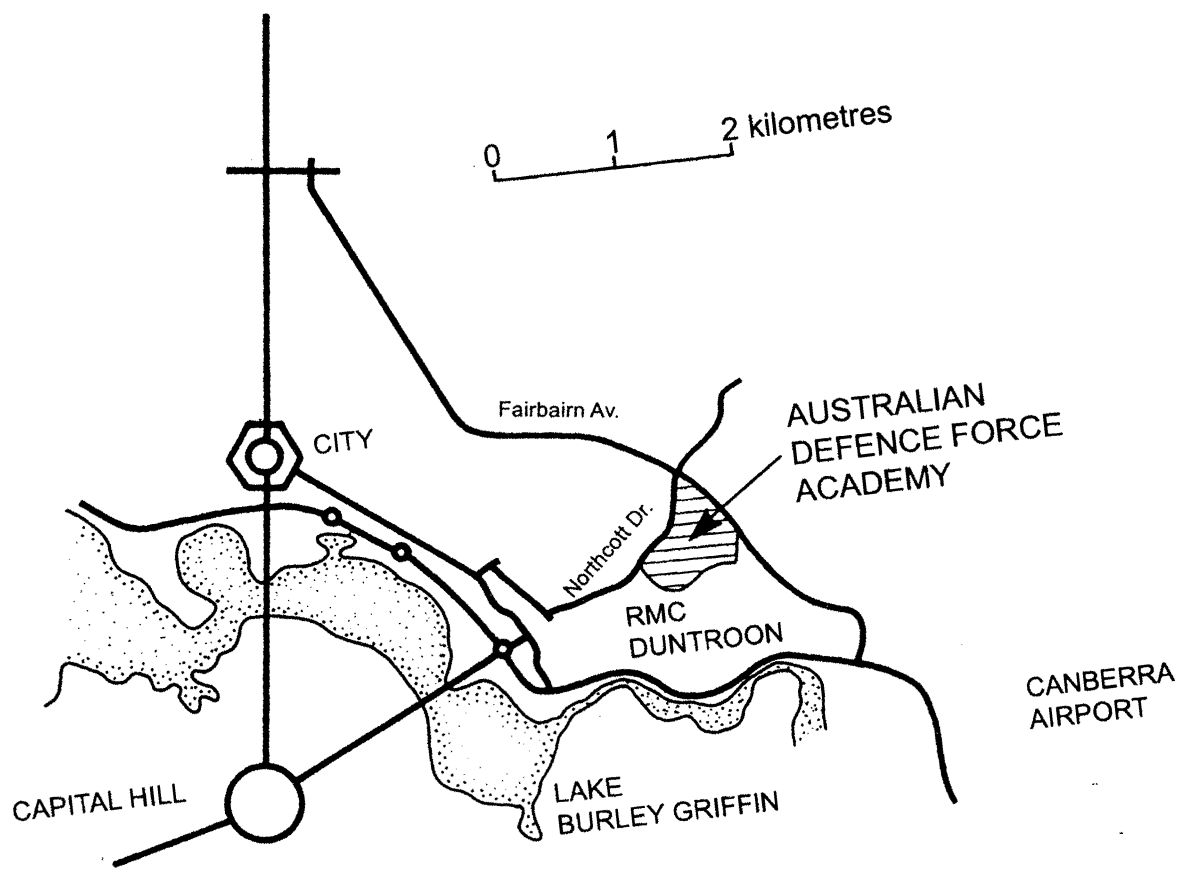 0 1 2 kilometres
Fairbairn Av.
AUSTRALIAN
DEFENCE FORCE
ACADEMY
CITY
Northcott Dr.
RMC
DUNTROON
CANBERRA
AIRPORT
CAPITAL HILL
LAKE
BURLEY GRIFFIN